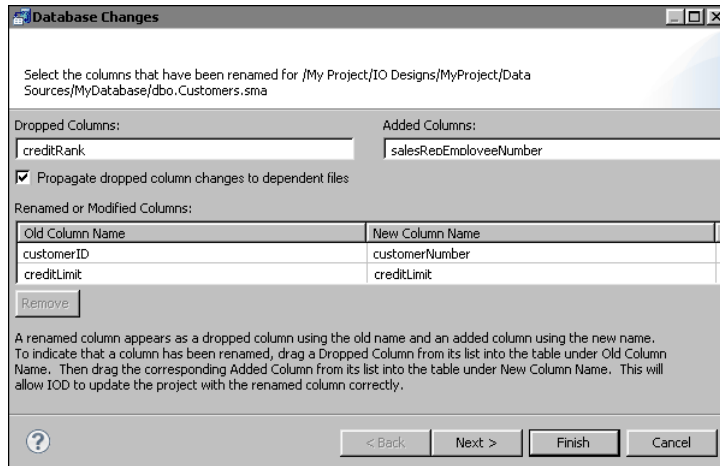 Database Changes
Select the columns that have been renamed for /My Project/IO Designs/MyProject/Data
Sources/MyDatabase/dbo.Customers.sma
Dropped Columns:
Added Columns:
creditRank
salesRepEmployeeNumber
Propagate dropped column changes to dependent files
Renamed or Modified Columns:
Old Column Name
New Column Name
customerID
customerNumber
creditLimit
creditLimit
Remove
A renamed column appears as a dropped column using the old name and an added column using the new name.
To indicate that a column has been renamed, drag a Dropped Column from its list into the table under Old Column
Name. Then drag the corresponding Added Column from its list into the table under New Column Name. This will
allow IOD to update the project with the renamed column correctly.
?
< Back
Next >
Finish
Cancel